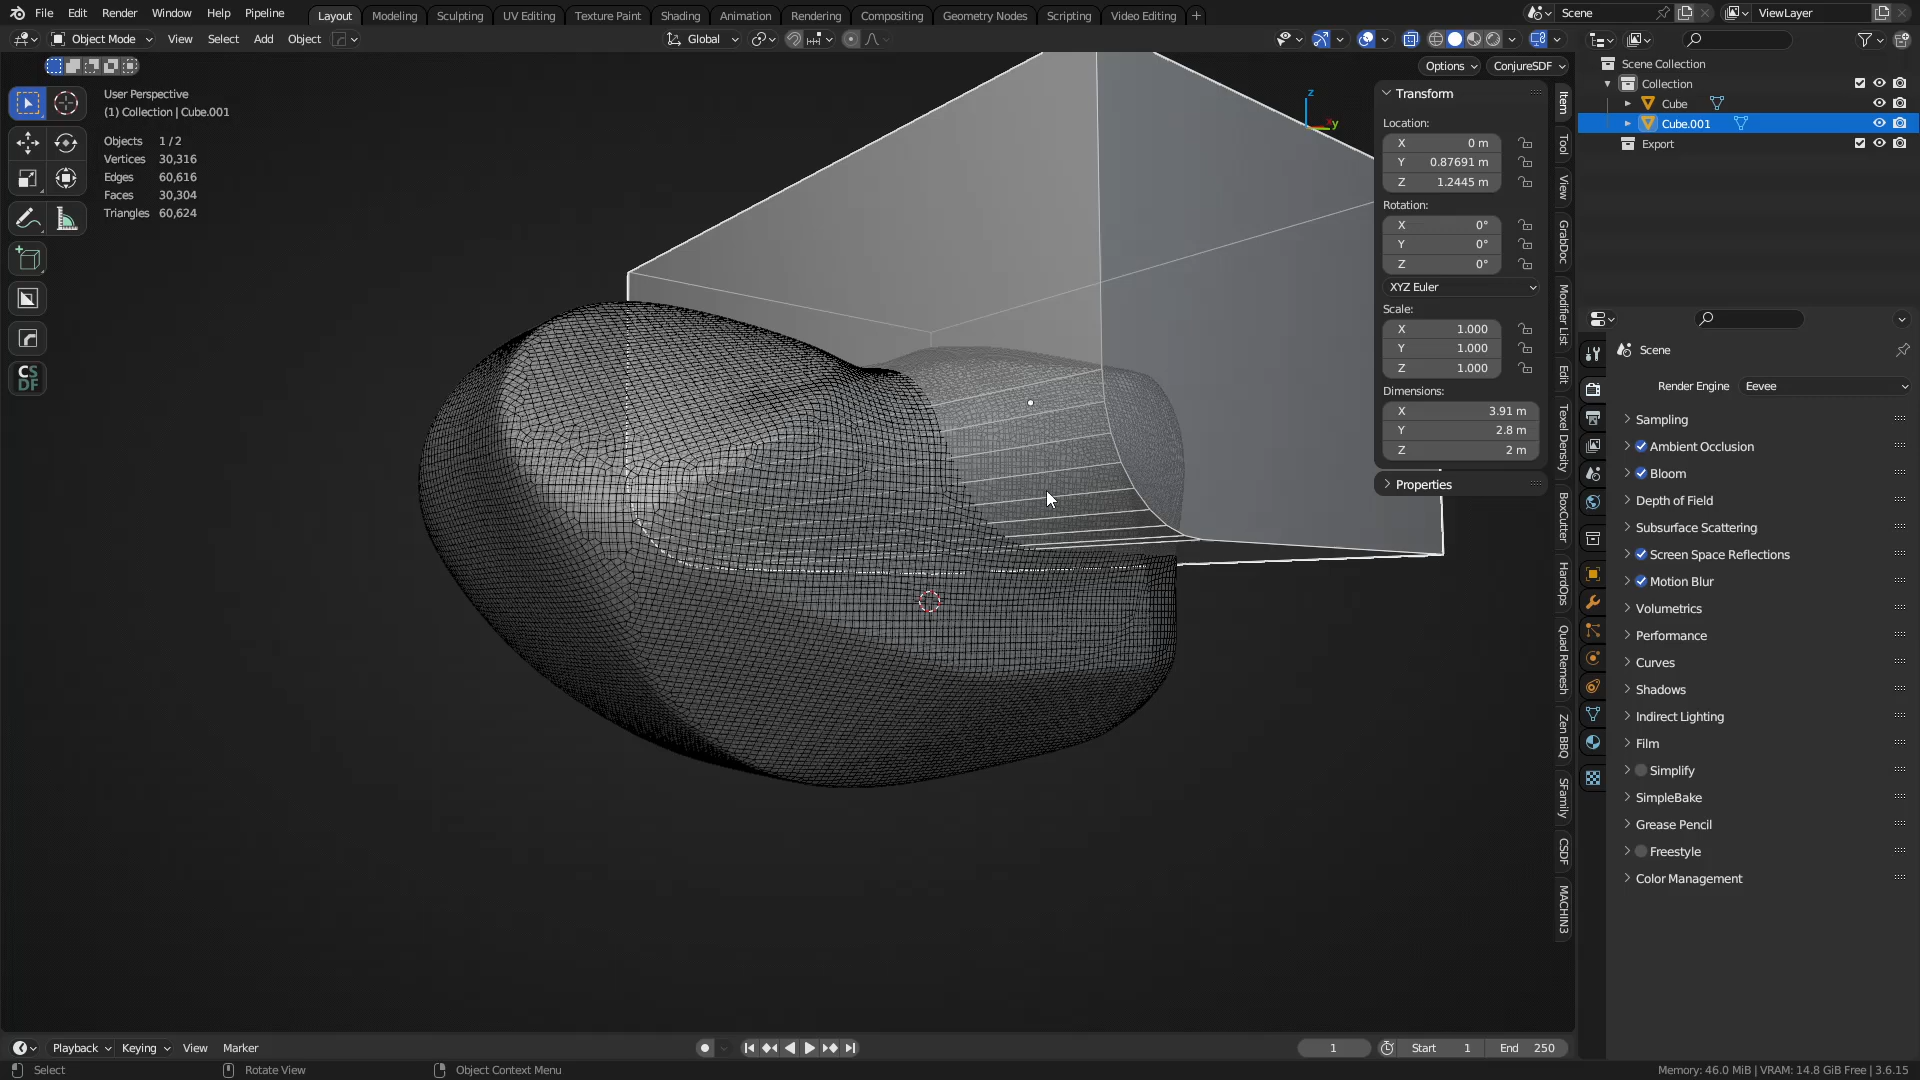 File Edit Render Window Help Pipeline Layout Modeling Sculpting UV Editing Texture Paint Shading Animation Rendering Compositing Geometry Nodes Scripting Video Editing + Scene ViewLayer
Object Mode View Select Add Object Global
Options ConjureSDF
User Perspective
(1) Collection | Cube.001
Objects 1 / 2
Vertices 30,316
Edges 60,616
Faces 30,304
Triangles 60,624
CSDF
Z
Y
Transform
Location:
X 0 m
Y 0.87691 m
Z 1.2445 m
Rotation:
X 0°
Y 0°
Z 0°
XYZ Euler
Scale:
X 1.000
Y 1.000
Z 1.000
Dimensions:
X 3.91 m
Y 2.8 m
Z 2 m
Properties
Item
Tool
View
GrabDoc
Modifier List
Edit
Texel Density
BoxCutter
HardOps
Quad Remesh
Zen BBQ
SFamily
CSDF
MACHIN3
Scene Collection
Collection
Cube
Cube.001
Export
Scene
Render Engine Eevee
Sampling
Ambient Occlusion
Bloom
Depth of Field
Subsurface Scattering
Screen Space Reflections
Motion Blur
Volumetrics
Performance
Curves
Shadows
Indirect Lighting
Film
Simplify
SimpleBake
Grease Pencil
Freestyle
Color Management
Playback Keying View Marker 1 Start 1 End 250
Select Rotate View Object Context Menu Memory: 46.0 MiB | VRAM: 14.8 GiB Free | 3.6.15